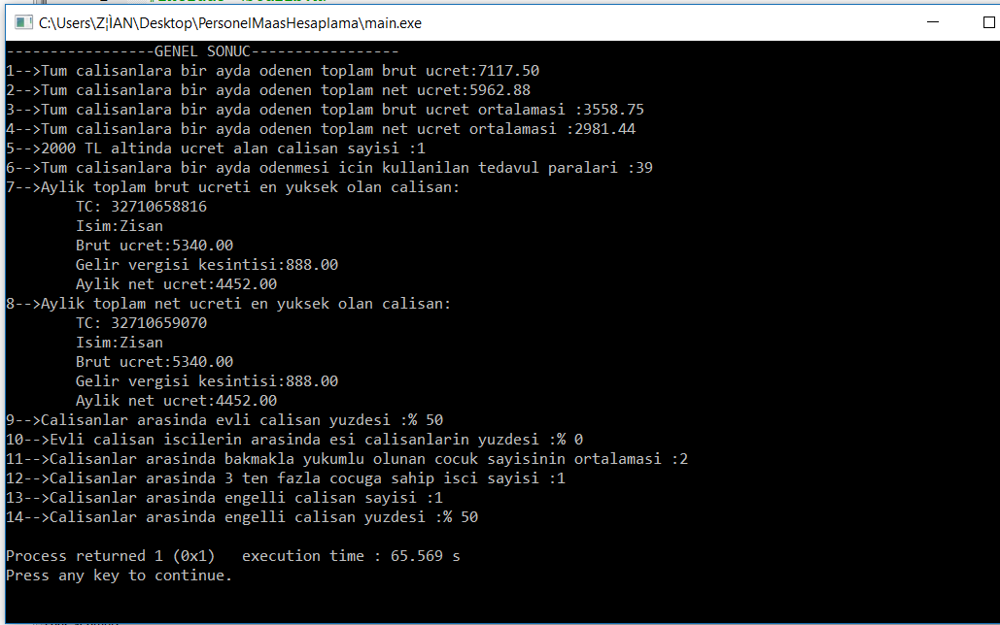 C:\Users\Z¦ÌAN\Desktop\PersonelMaasHesaplama\main.exe
-----------------GENEL SONUC-----------------
1-->Tum calisanlara bir ayda odenen toplam brut ucret:7117.50
2-->Tum calisanlara bir ayda odenen toplam net ucret:5962.88
3-->Tum calisanlara bir ayda odenen toplam brut ucret ortalamasi :3558.75
4-->Tum calisanlara bir ayda odenen toplam net ucret ortalamasi :2981.44
5-->2000 TL altinda ucret alan calisan sayisi :1
6-->Tum calisanlara bir ayda odenmesi icin kullanilan tedavul paralari :39
7-->Aylik toplam brut ucreti en yuksek olan calisan:
TC: 32710658816
Isim:Zisan
Brut ucret:5340.00
Gelir vergisi kesintisi:888.00
Aylik net ucret:4452.00
8-->Aylik toplam net ucreti en yuksek olan calisan:
TC: 32710659070
Isim:Zisan
Brut ucret:5340.00
Gelir vergisi kesintisi:888.00
Aylik net ucret:4452.00
9-->Calisanlar arasinda evli calisan yuzdesi :% 50
10-->Evli calisan iscilerin arasinda esi calisanlarin yuzdesi :% 0
11-->Calisanlar arasinda bakmakla yukumlu olunan cocuk sayisinin ortalamasi :2
12-->Calisanlar arasinda 3 ten fazla cocuga sahip isci sayisi :1
13-->Calisanlar arasinda engelli calisan sayisi :1
14-->Calisanlar arasinda engelli calisan yuzdesi :% 50
Process returned 1 (0x1)   execution time : 65.569 s
Press any key to continue.